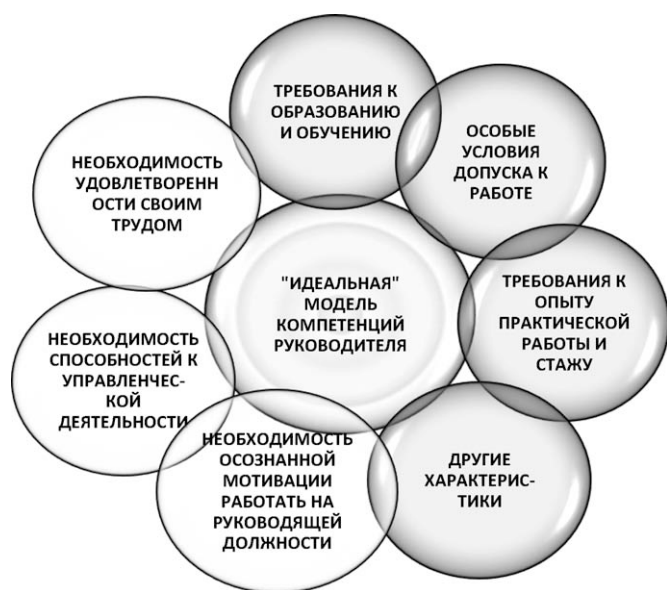 ТРЕБОВАНИЯ К
ОБРАЗОВАНИЮ
И ОБУЧЕНИЮ
ОСОБЫЕ
УСЛОВИЯ
ДОПУСКА К
РАБОТЕ
ТРЕБОВАНИЯ К
ОПЫТУ
ПРАКТИЧЕСКОЙ
РАБОТЫ И
СТАЖУ
ДРУГИЕ
ХАРАКТЕРИС-
ТИКИ
НЕОБХОДИМОСТЬ
ОСОЗНАННОЙ
МОТИВАЦИИ
РАБОТАТЬ НА
РУКОВОДЯЩЕЙ
ДОЛЖНОСТИ
НЕОБХОДИМОСТЬ
СПОСОБНОСТЕЙ К
УПРАВЛЕНЧЕС-
КОЙ
ДЕЯТЕЛЬНОСТИ
НЕОБХОДИМОСТЬ
УДОВЛЕТВОРЕНН
ОСТИ СВОИМ
ТРУДОМ
"ИДЕАЛЬНАЯ"
МОДЕЛЬ
КОМПЕТЕНЦИЙ
РУКОВОДИТЕЛЯ